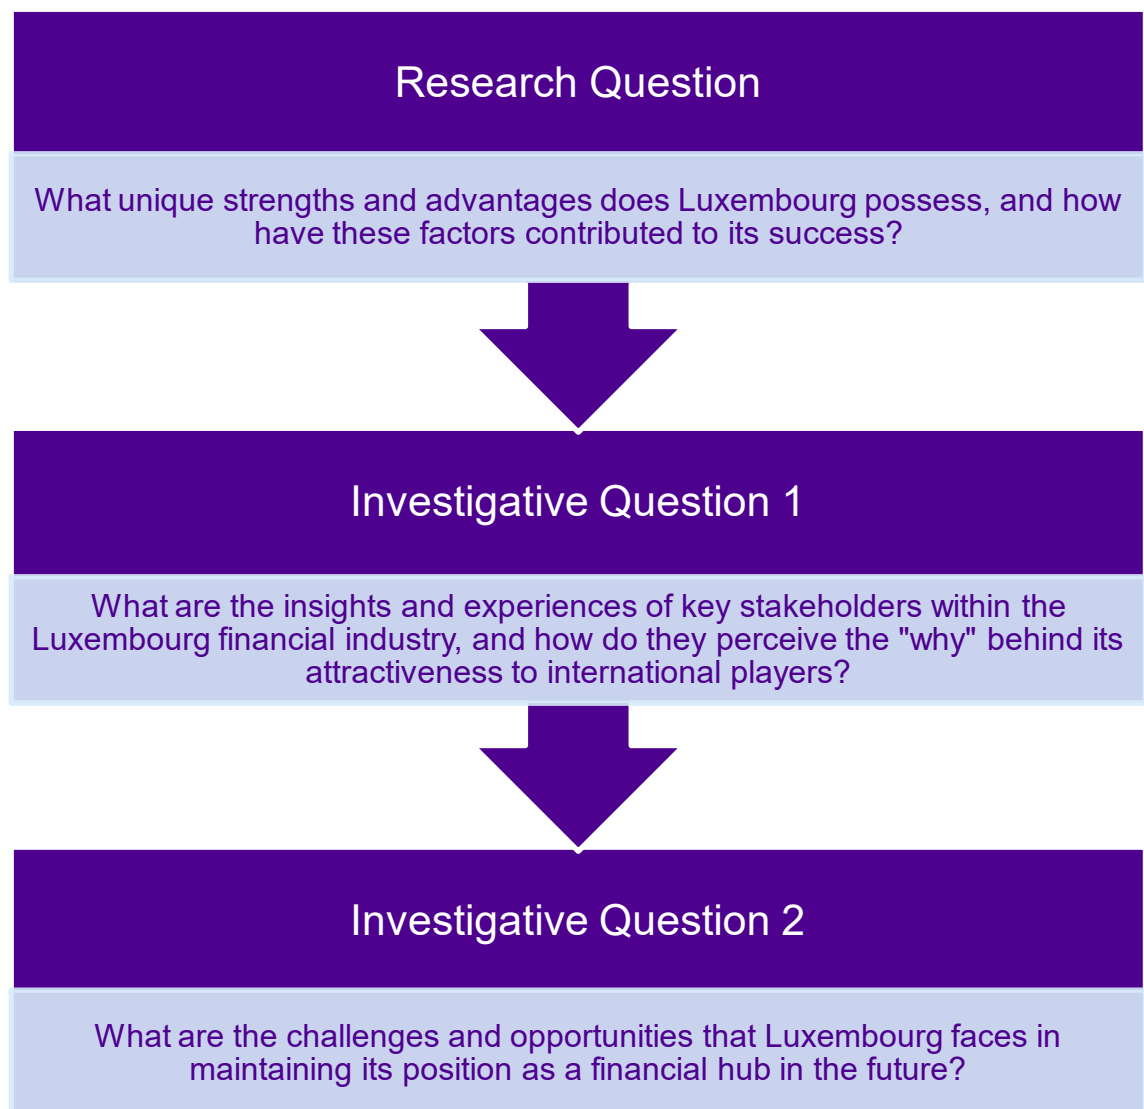 Research Question
What unique strengths and advantages does Luxembourg possess, and how
have these factors contributed to its success?
Investigative Question 1
What are the insights and experiences of key stakeholders within the
Luxembourg financial industry, and how do they perceive the "why" behind its
attractiveness to international players?
Investigative Question 2
What are the challenges and opportunities that Luxembourg faces in
maintaining its position as a financial hub in the future?